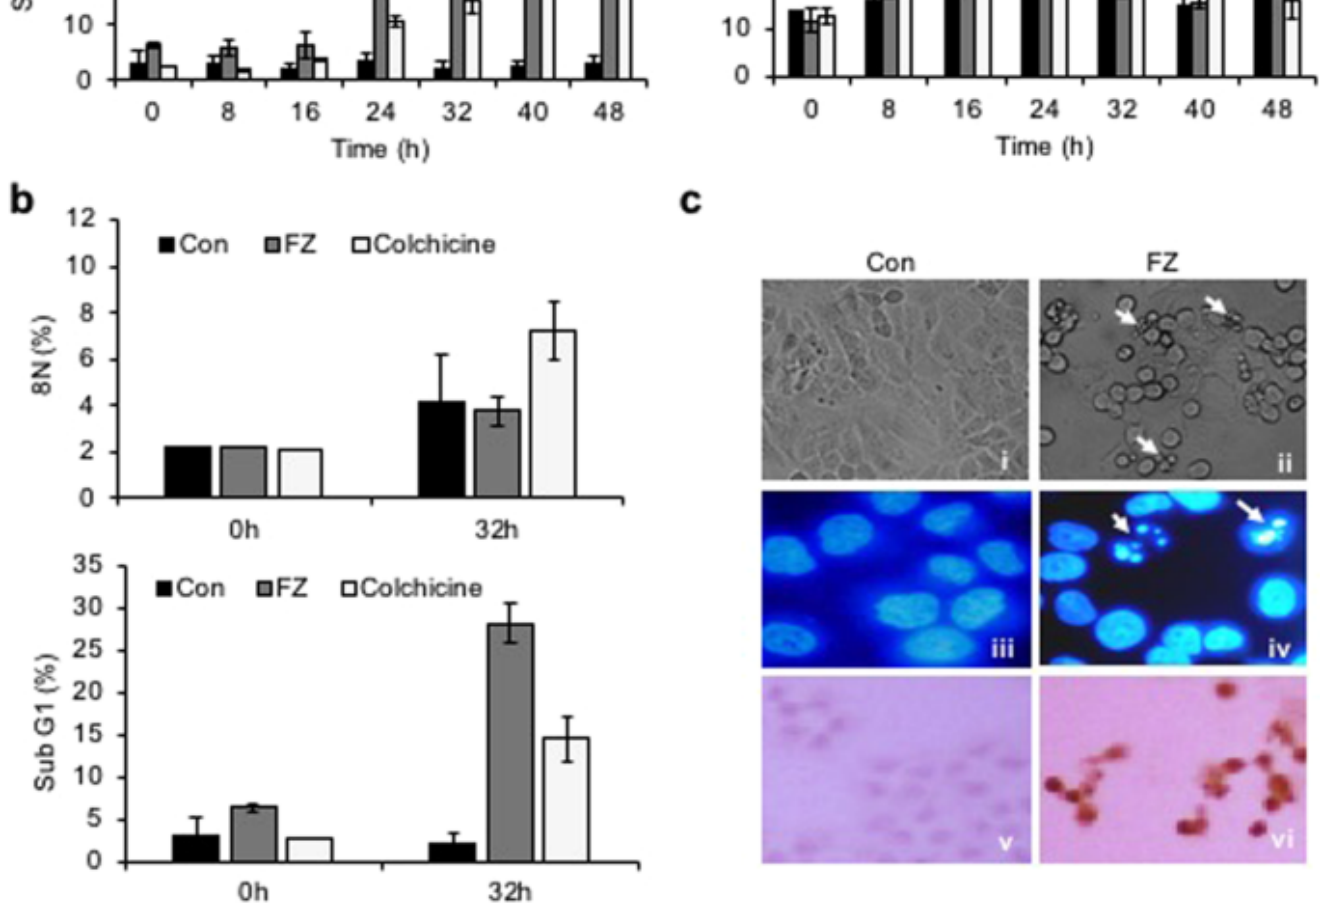 S
10
0
0 8 16 24 32 40 48
Time (h)
10
0
0 8 16 24 32 40 48
Time (h)
b
12
10
8
6
4
2
0
8N (%)
Con FZ Colchicine
0h 32h
35
30
25
20
15
10
5
0
Sub G1 (%)
Con FZ Colchicine
0h 32h
c
Con FZ
i ii
iii iv
v vi